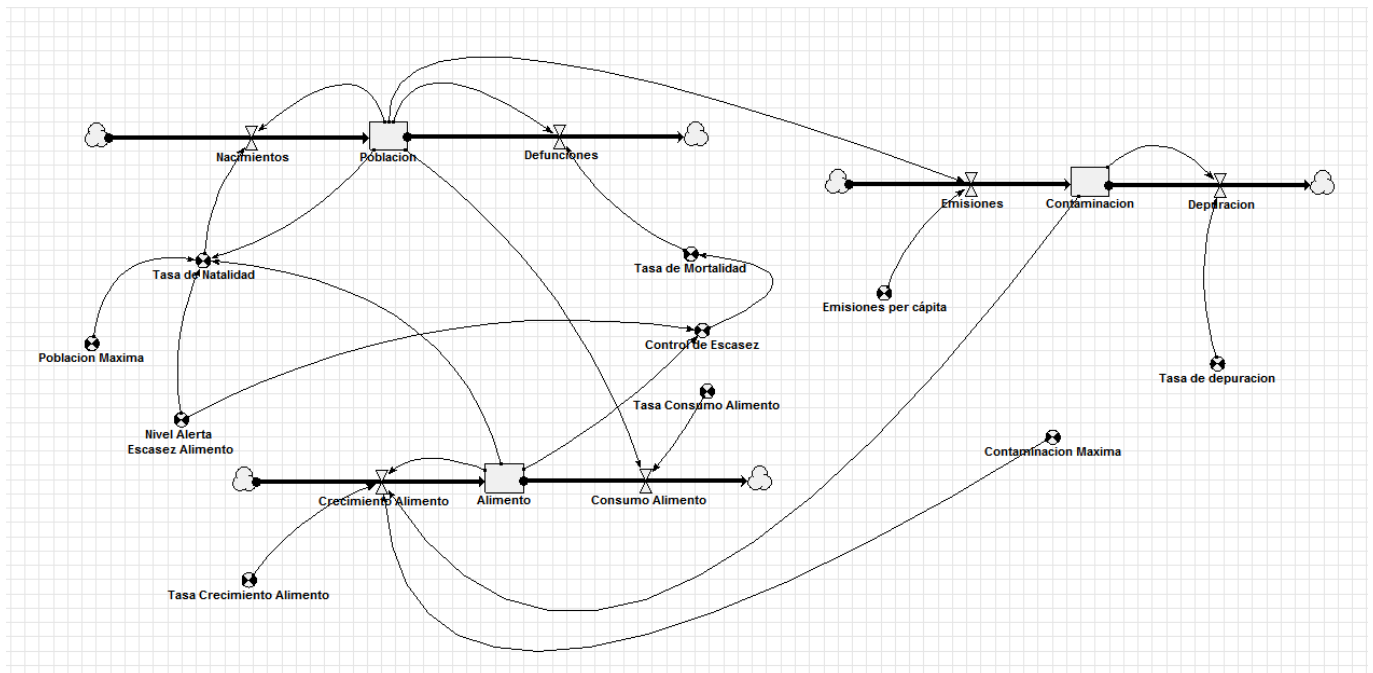 Nacimientos
Poblacion
Defunciones
Emisiones
Contaminacion
Depuracion
Tasa de Natalidad
Tasa de Mortalidad
Emisiones per cápita
Poblacion Maxima
Control de Escasez
Tasa de depuracion
Tasa Consumo Alimento
Nivel Alerta
Escasez Alimento
Contaminacion Maxima
Crecimiento Alimento
Alimento
Consumo Alimento
Tasa Crecimiento Alimento